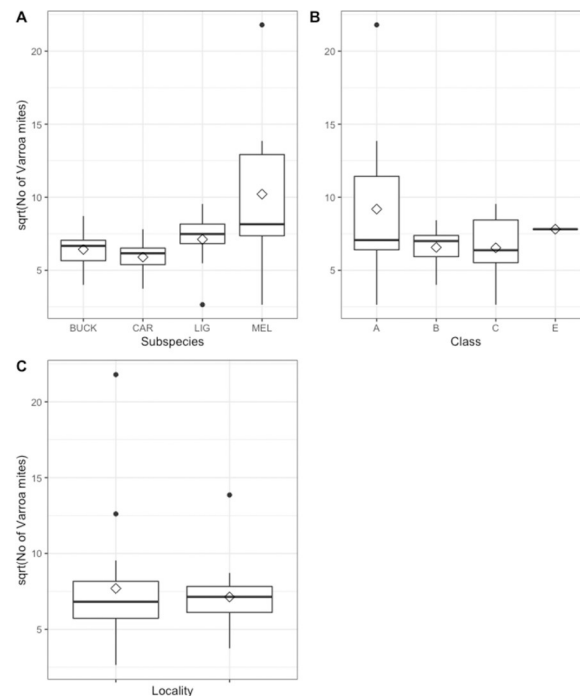 A
sqrt(No of Varroa mites)
20
15
10
5
BUCK CAR LIG MEL
Subspecies
B
20
15
10
5
A B C E
Class
C
sqrt(No of Varroa mites)
20
15
10
5
Locality